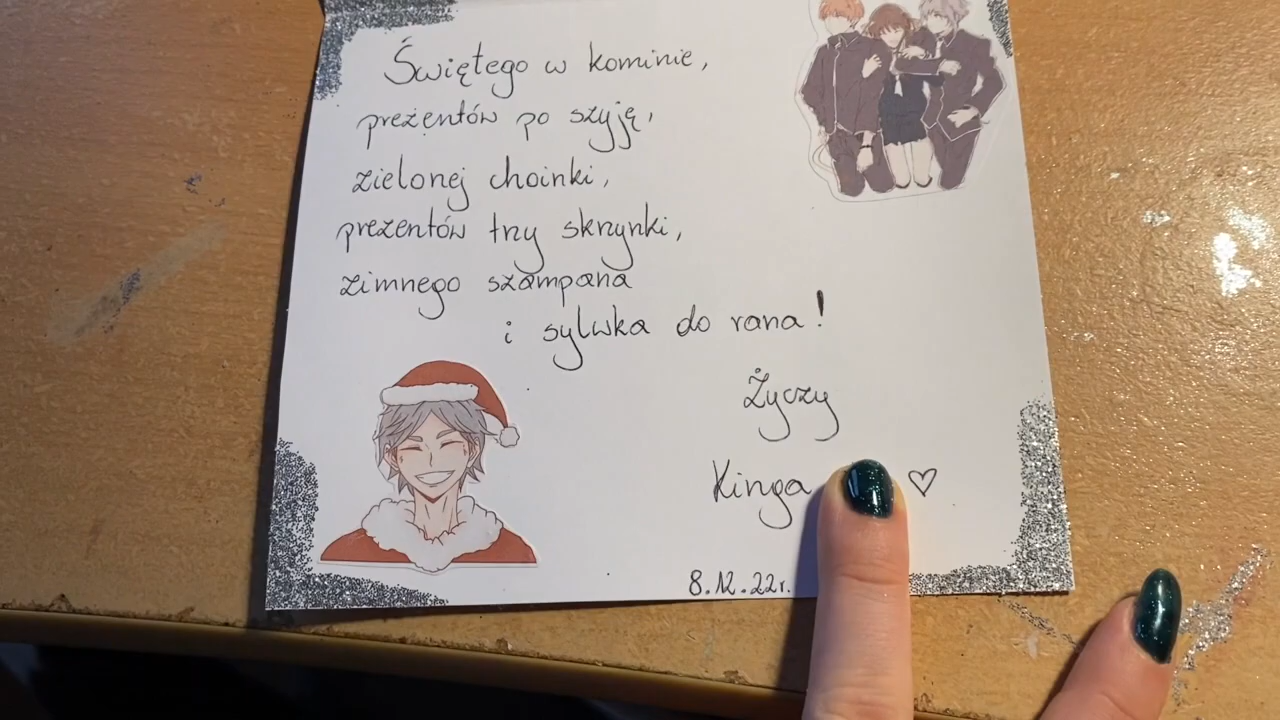 Świętego w kominie,
prezentów po szyję,
zielonej choinki,
prezentów trzy skrzynki,
zimnego szampana
i sylwka do rana!
Życzy
Kinga ♡
8.12.22r.